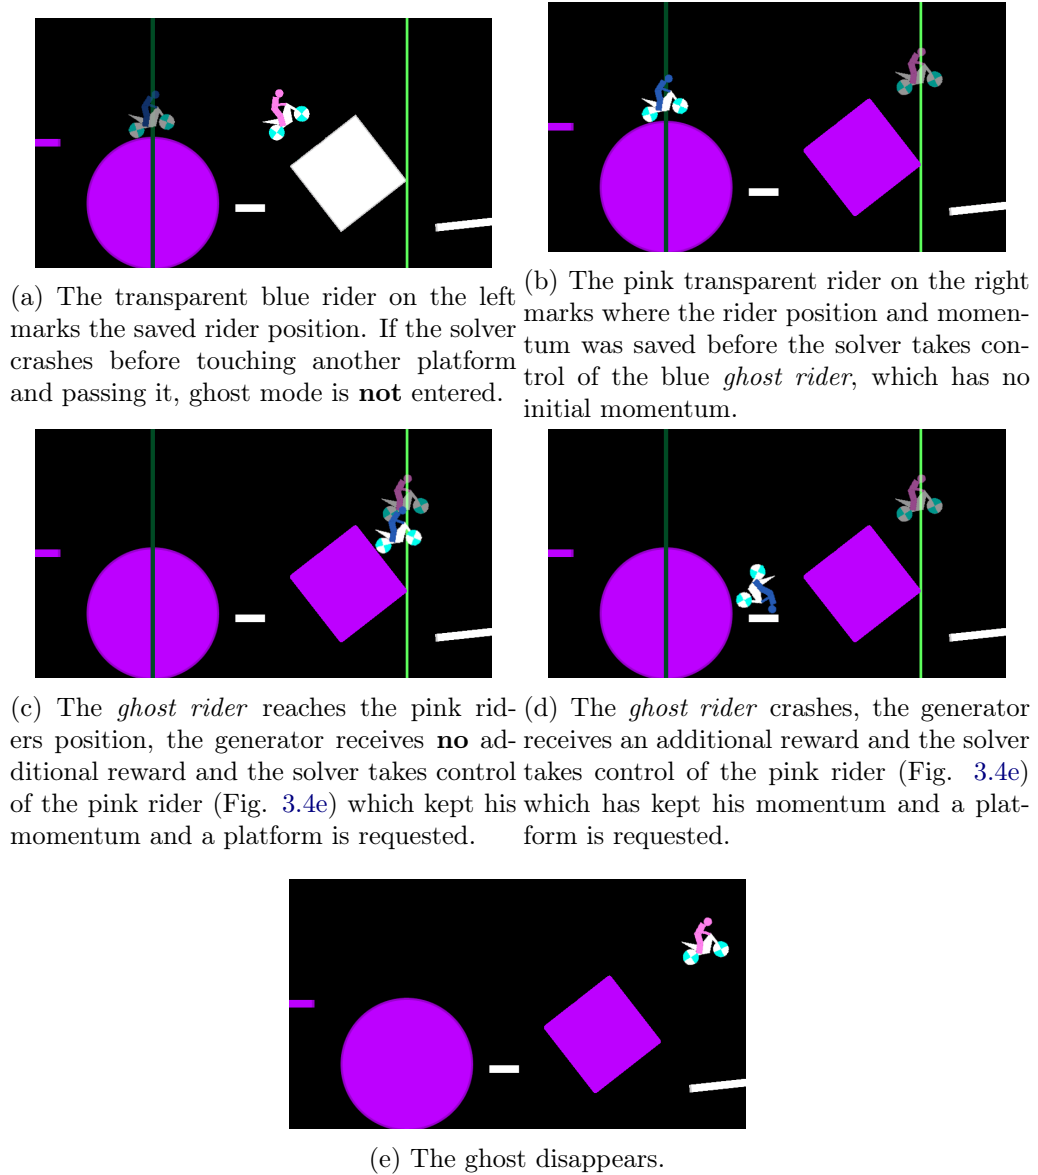 (a) The transparent blue rider on the left
marks the saved rider position. If the solver
crashes before touching another platform
and passing it, ghost mode is not entered.
(b) The pink transparent rider on the right
marks where the rider position and momen-
tum was saved before the solver takes con-
trol of the blue ghost rider, which has no
initial momentum.
(c) The ghost rider reaches the pink rid-
ers position, the generator receives no ad-
ditional reward and the solver takes control
of the pink rider (Fig. 3.4e) which kept his
momentum and a platform is requested.
(d) The ghost rider crashes, the generator
receives an additional reward and the solver
takes control of the pink rider (Fig. 3.4e)
which has kept his momentum and a plat-
form is requested.
(e) The ghost disappears.